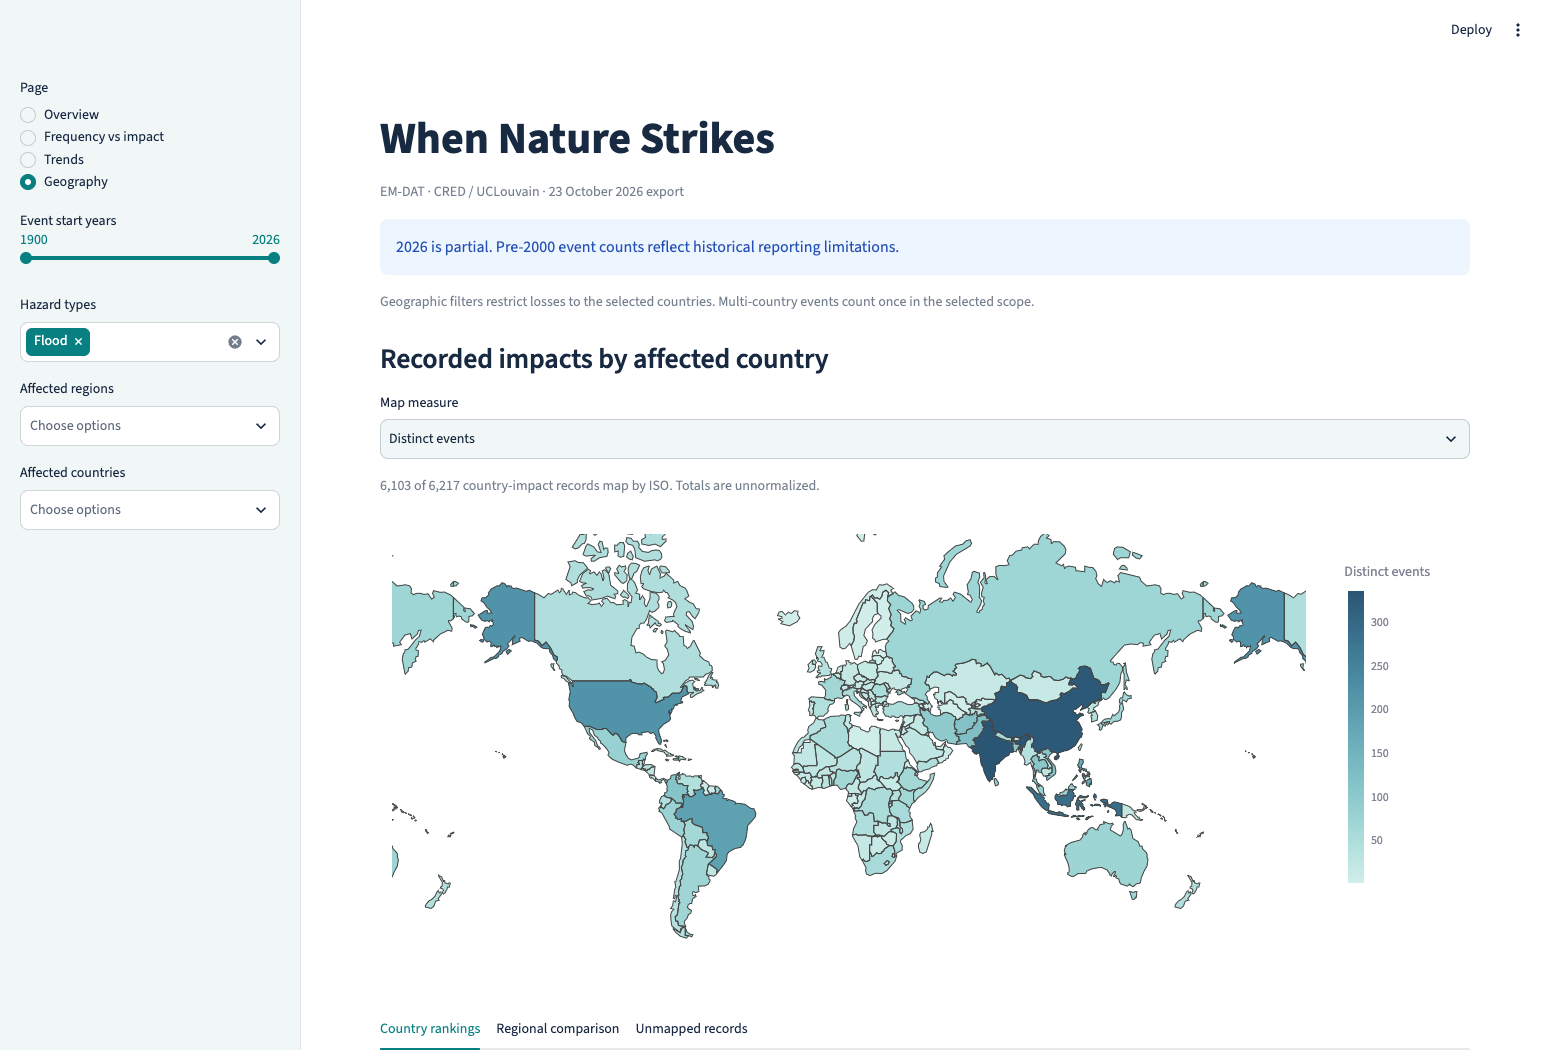 Deploy
Page
Overview
Frequency vs impact
Trends
Geography
Event start years
1900 2026
Hazard types
Flood
Affected regions
Choose options
Affected countries
Choose options
When Nature Strikes
EM-DAT · CRED / UCLouvain · 23 October 2026 export
2026 is partial. Pre-2000 event counts reflect historical reporting limitations.
Geographic filters restrict losses to the selected countries. Multi-country events count once in the selected scope.
Recorded impacts by affected country
Map measure
Distinct events
6,103 of 6,217 country-impact records map by ISO. Totals are unnormalized.
Distinct events
300
250
200
150
100
50
Country rankings Regional comparison Unmapped records